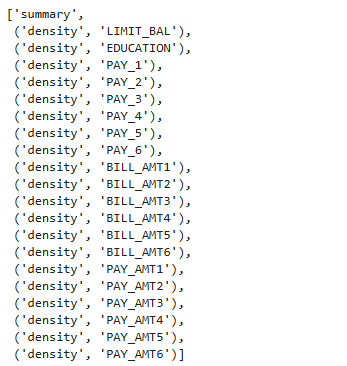 ['summary',
('density', 'LIMIT_BAL'),
('density', 'EDUCATION'),
('density', 'PAY_1'),
('density', 'PAY_2'),
('density', 'PAY_3'),
('density', 'PAY_4'),
('density', 'PAY_5'),
('density', 'PAY_6'),
('density', 'BILL_AMT1'),
('density', 'BILL_AMT2'),
('density', 'BILL_AMT3'),
('density', 'BILL_AMT4'),
('density', 'BILL_AMT5'),
('density', 'BILL_AMT6'),
('density', 'PAY_AMT1'),
('density', 'PAY_AMT2'),
('density', 'PAY_AMT3'),
('density', 'PAY_AMT4'),
('density', 'PAY_AMT5'),
('density', 'PAY_AMT6')]